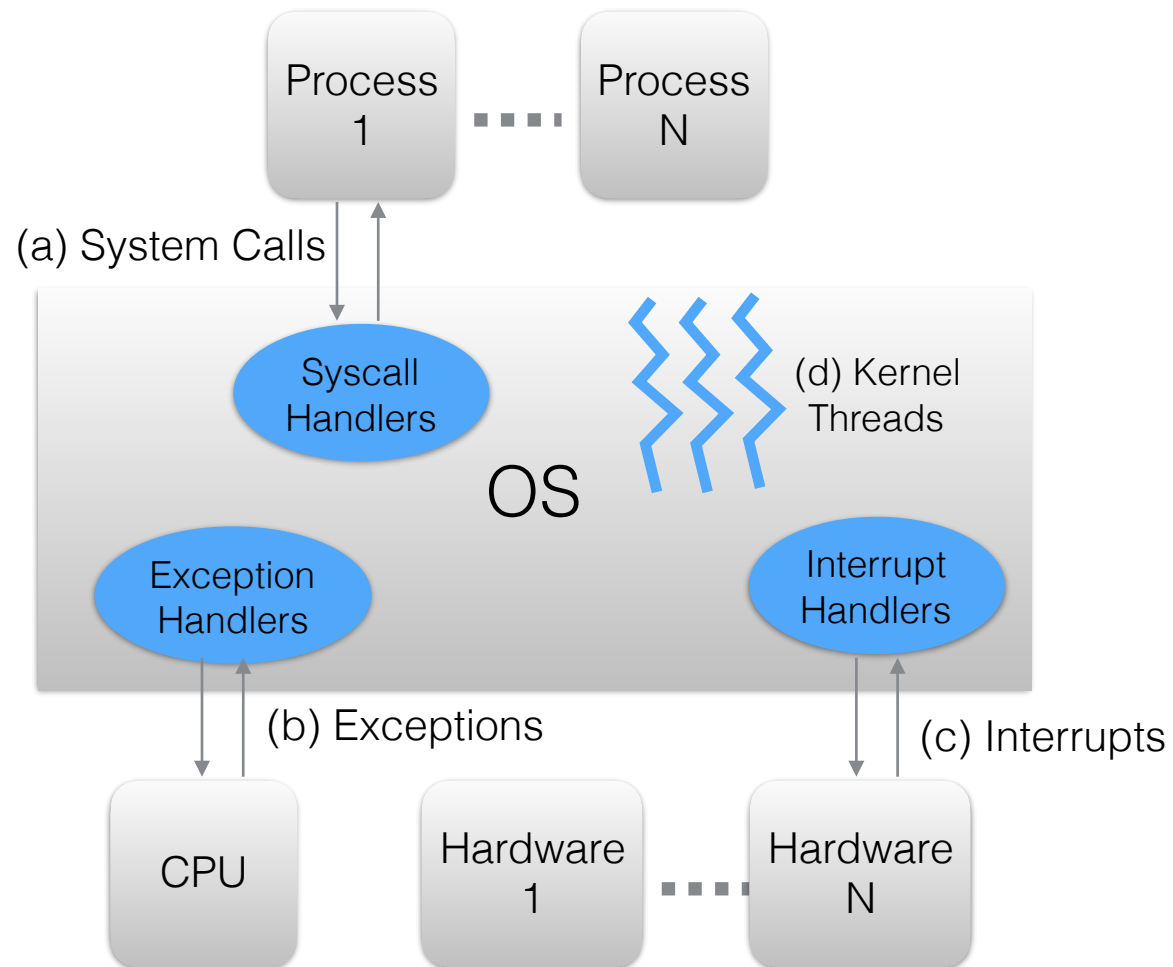 Process
1
Process
N
(a) System Calls
Syscall
Handlers
(d) Kernel
Threads
OS
Exception
Handlers
Interrupt
Handlers
(b) Exceptions
(c) Interrupts
CPU
Hardware
1
Hardware
N